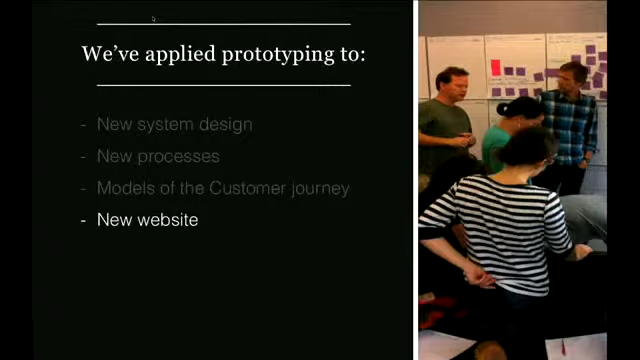 We've applied prototyping to:
- New system design
- New processes
- Models of the Customer journey
- New website